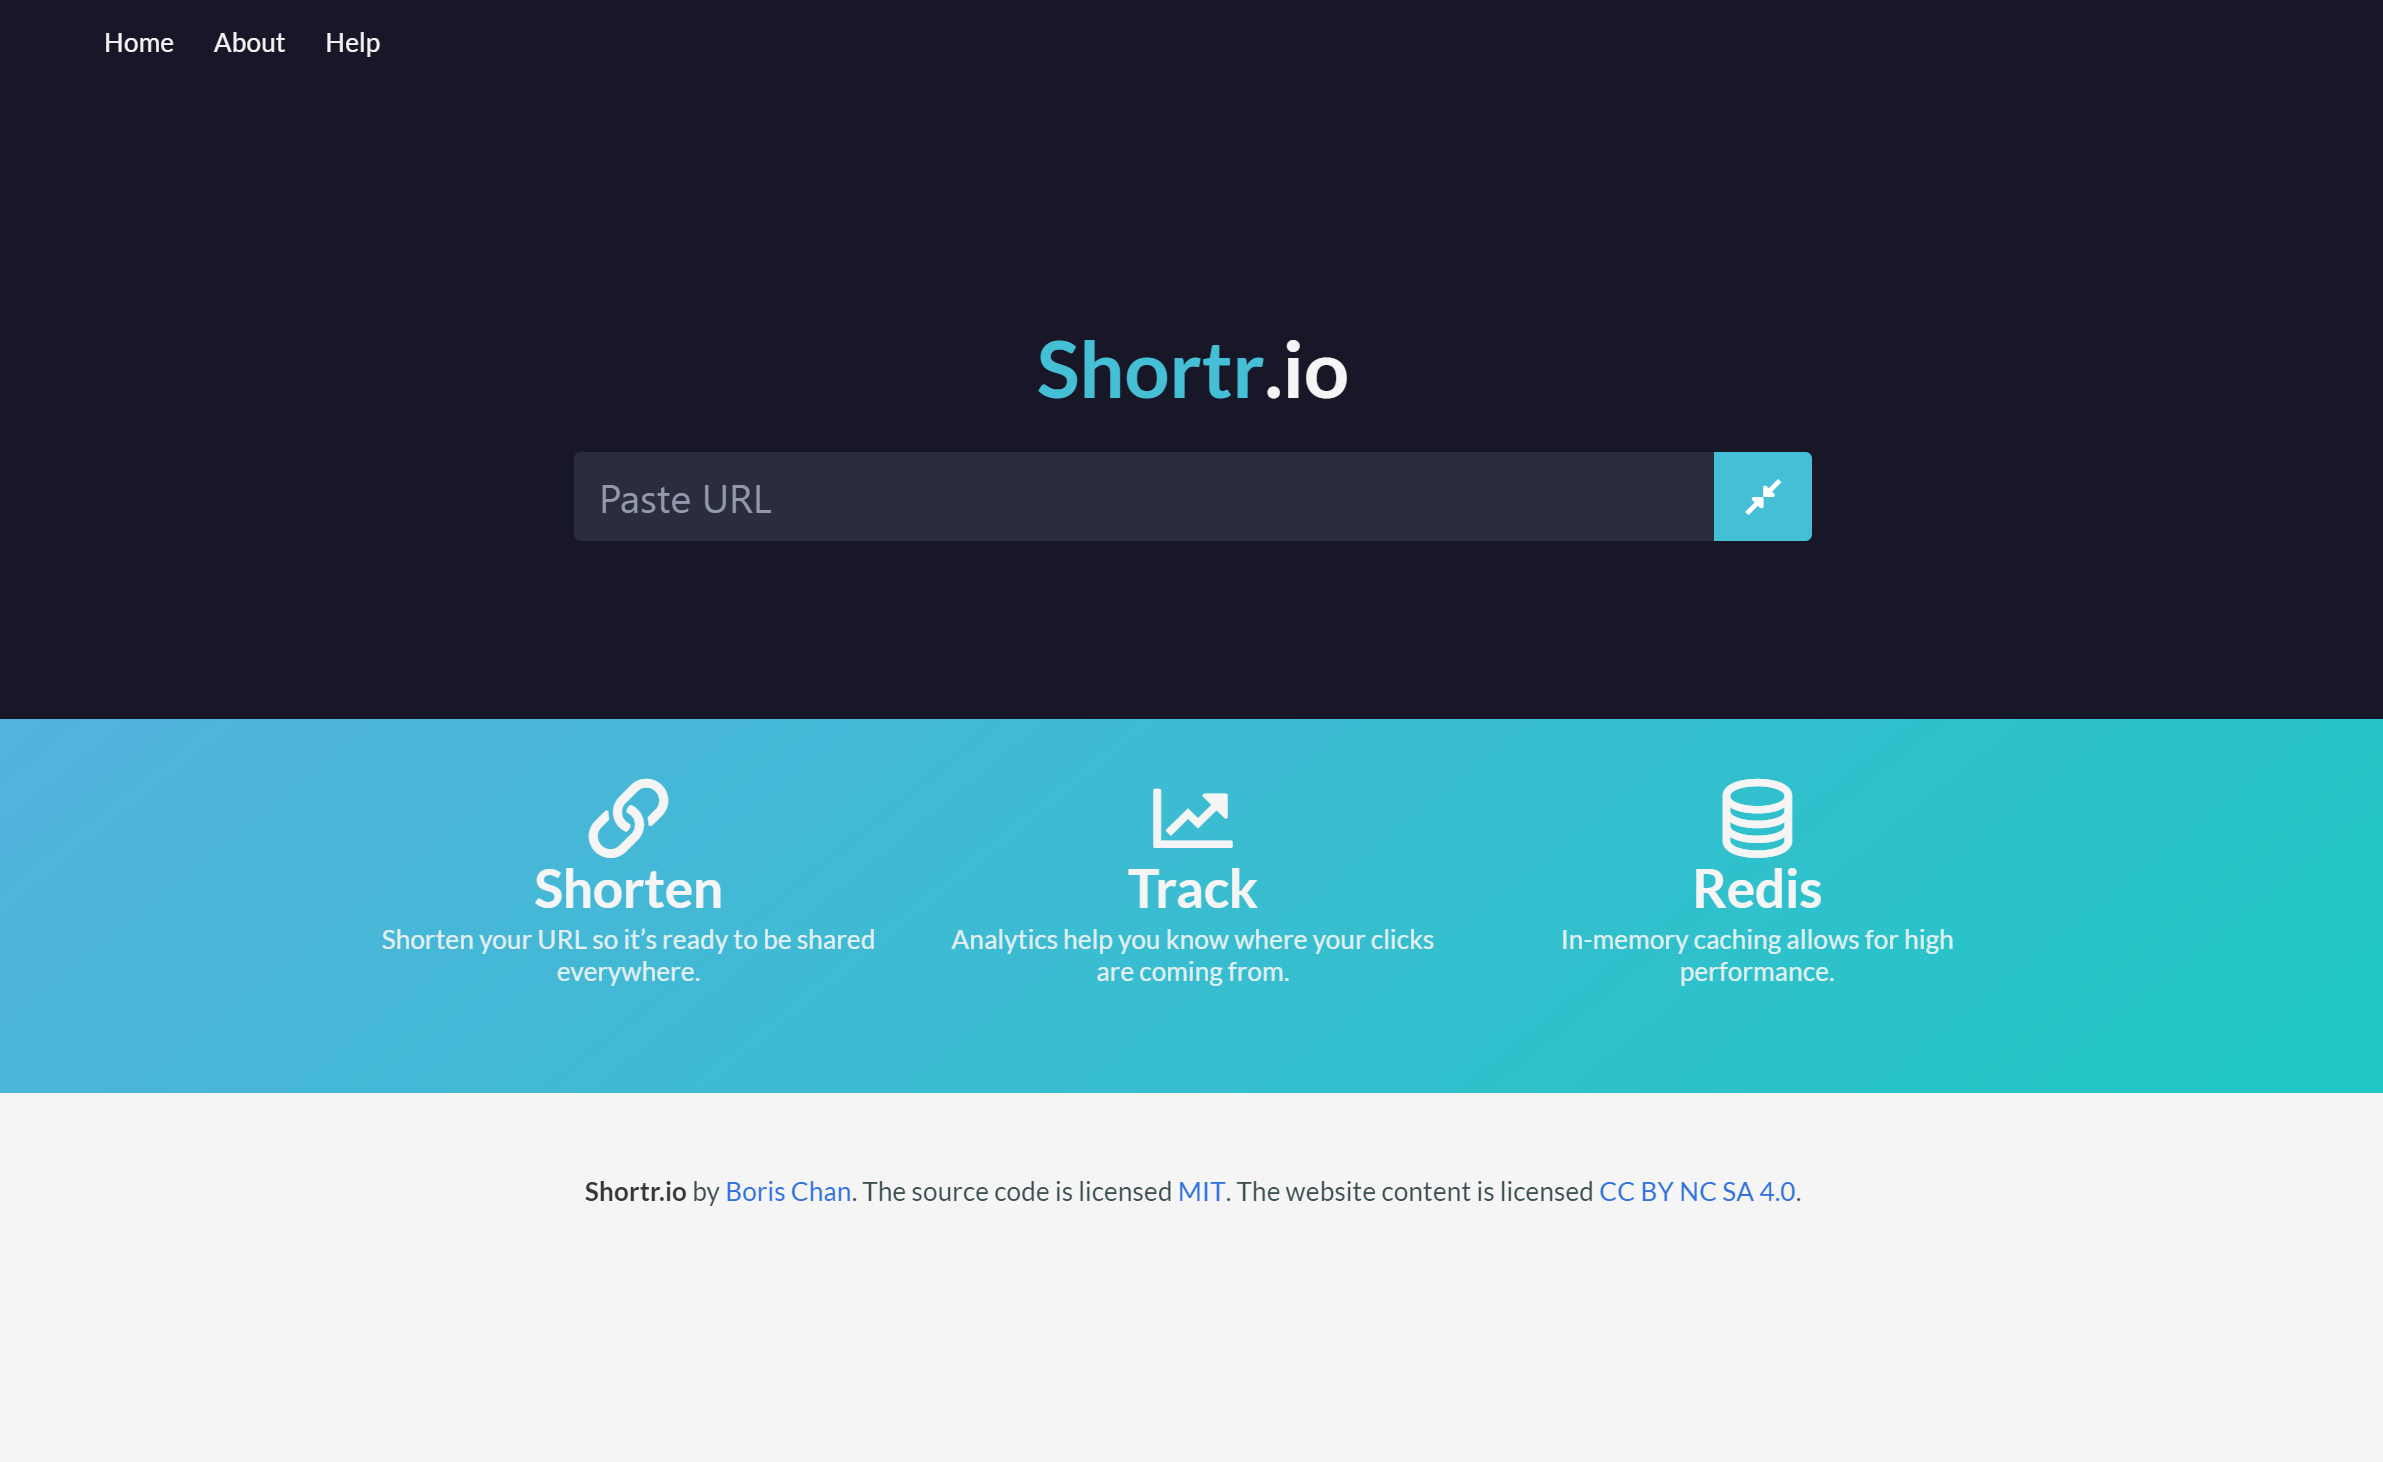 Home About Help
Shortr.io
Paste URL
Shorten
Shorten your URL so it’s ready to be shared
everywhere.
Track
Analytics help you know where your clicks
are coming from.
Redis
In-memory caching allows for high
performance.
Shortr.io by Boris Chan. The source code is licensed MIT. The website content is licensed CC BY NC SA 4.0.